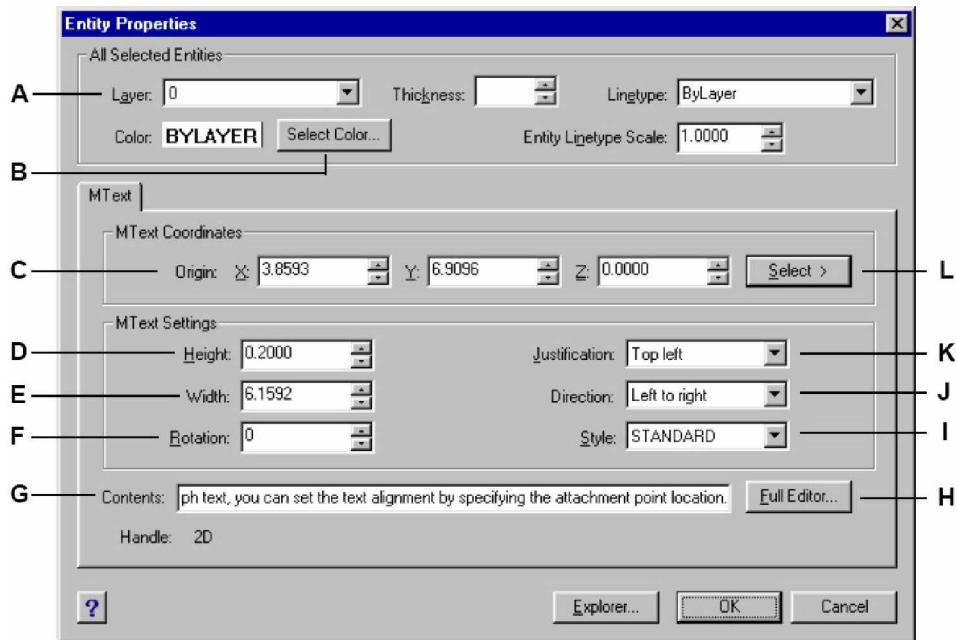 Entity Properties
All Selected Entities
A
Layer: 0
Thickness:
Linetype: ByLayer
Color: BYLAYER
Select Color...
Entity Linetype Scale: 1.0000
B
MText
MText Coordinates
C
Origin: X: 3.8593
Y: 6.9096
Z: 0.0000
Select >
L
MText Settings
D
Height: 0.2000
Justification: Top left
K
E
Width: 6.1592
Direction: Left to right
J
F
Rotation: 0
Style: STANDARD
I
G
Contents: ph text, you can set the text alignment by specifying the attachment point location.
Full Editor...
H
Handle: 2D
?
Explorer...
OK
Cancel